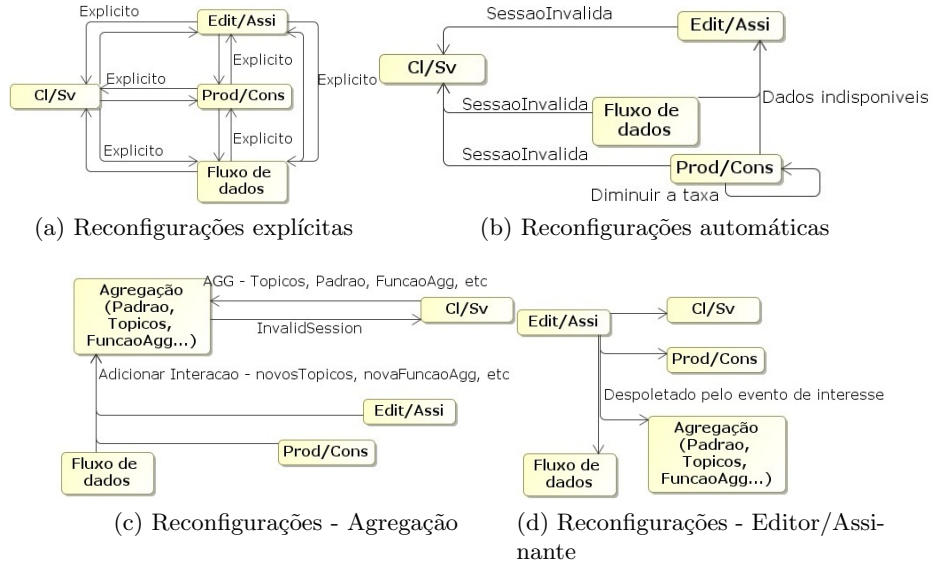 Explicito
Edit/Assi
Explicito
Explicito
Explicito
Cl/Sv
Prod/Cons
Explicito
Explicito
Fluxo de
dados
(a) Reconfigurações explícitas
SessaoInvalida
Edit/Assi
Cl/Sv
SessaoInvalida
Fluxo de
dados
Dados indisponiveis
SessaoInvalida
Prod/Cons
Diminuir a taxa
(b) Reconfigurações automáticas
AGG - Topicos, Padrao, FuncaoAgg, etc
Agregação
(Padrao,
Topicos,
FuncaoAgg...)
Cl/Sv
InvalidSession
Adicionar Interacao - novosTopicos, novaFuncaoAgg, etc
Edit/Assi
Prod/Cons
Fluxo de
dados
(c) Reconfigurações - Agregação
Cl/Sv
Edit/Assi
Prod/Cons
Despoletado pelo evento de interesse
Agregação
(Padrao,
Topicos,
FuncaoAgg...)
Fluxo de
dados
(d) Reconfigurações - Editor/Assi-
nante